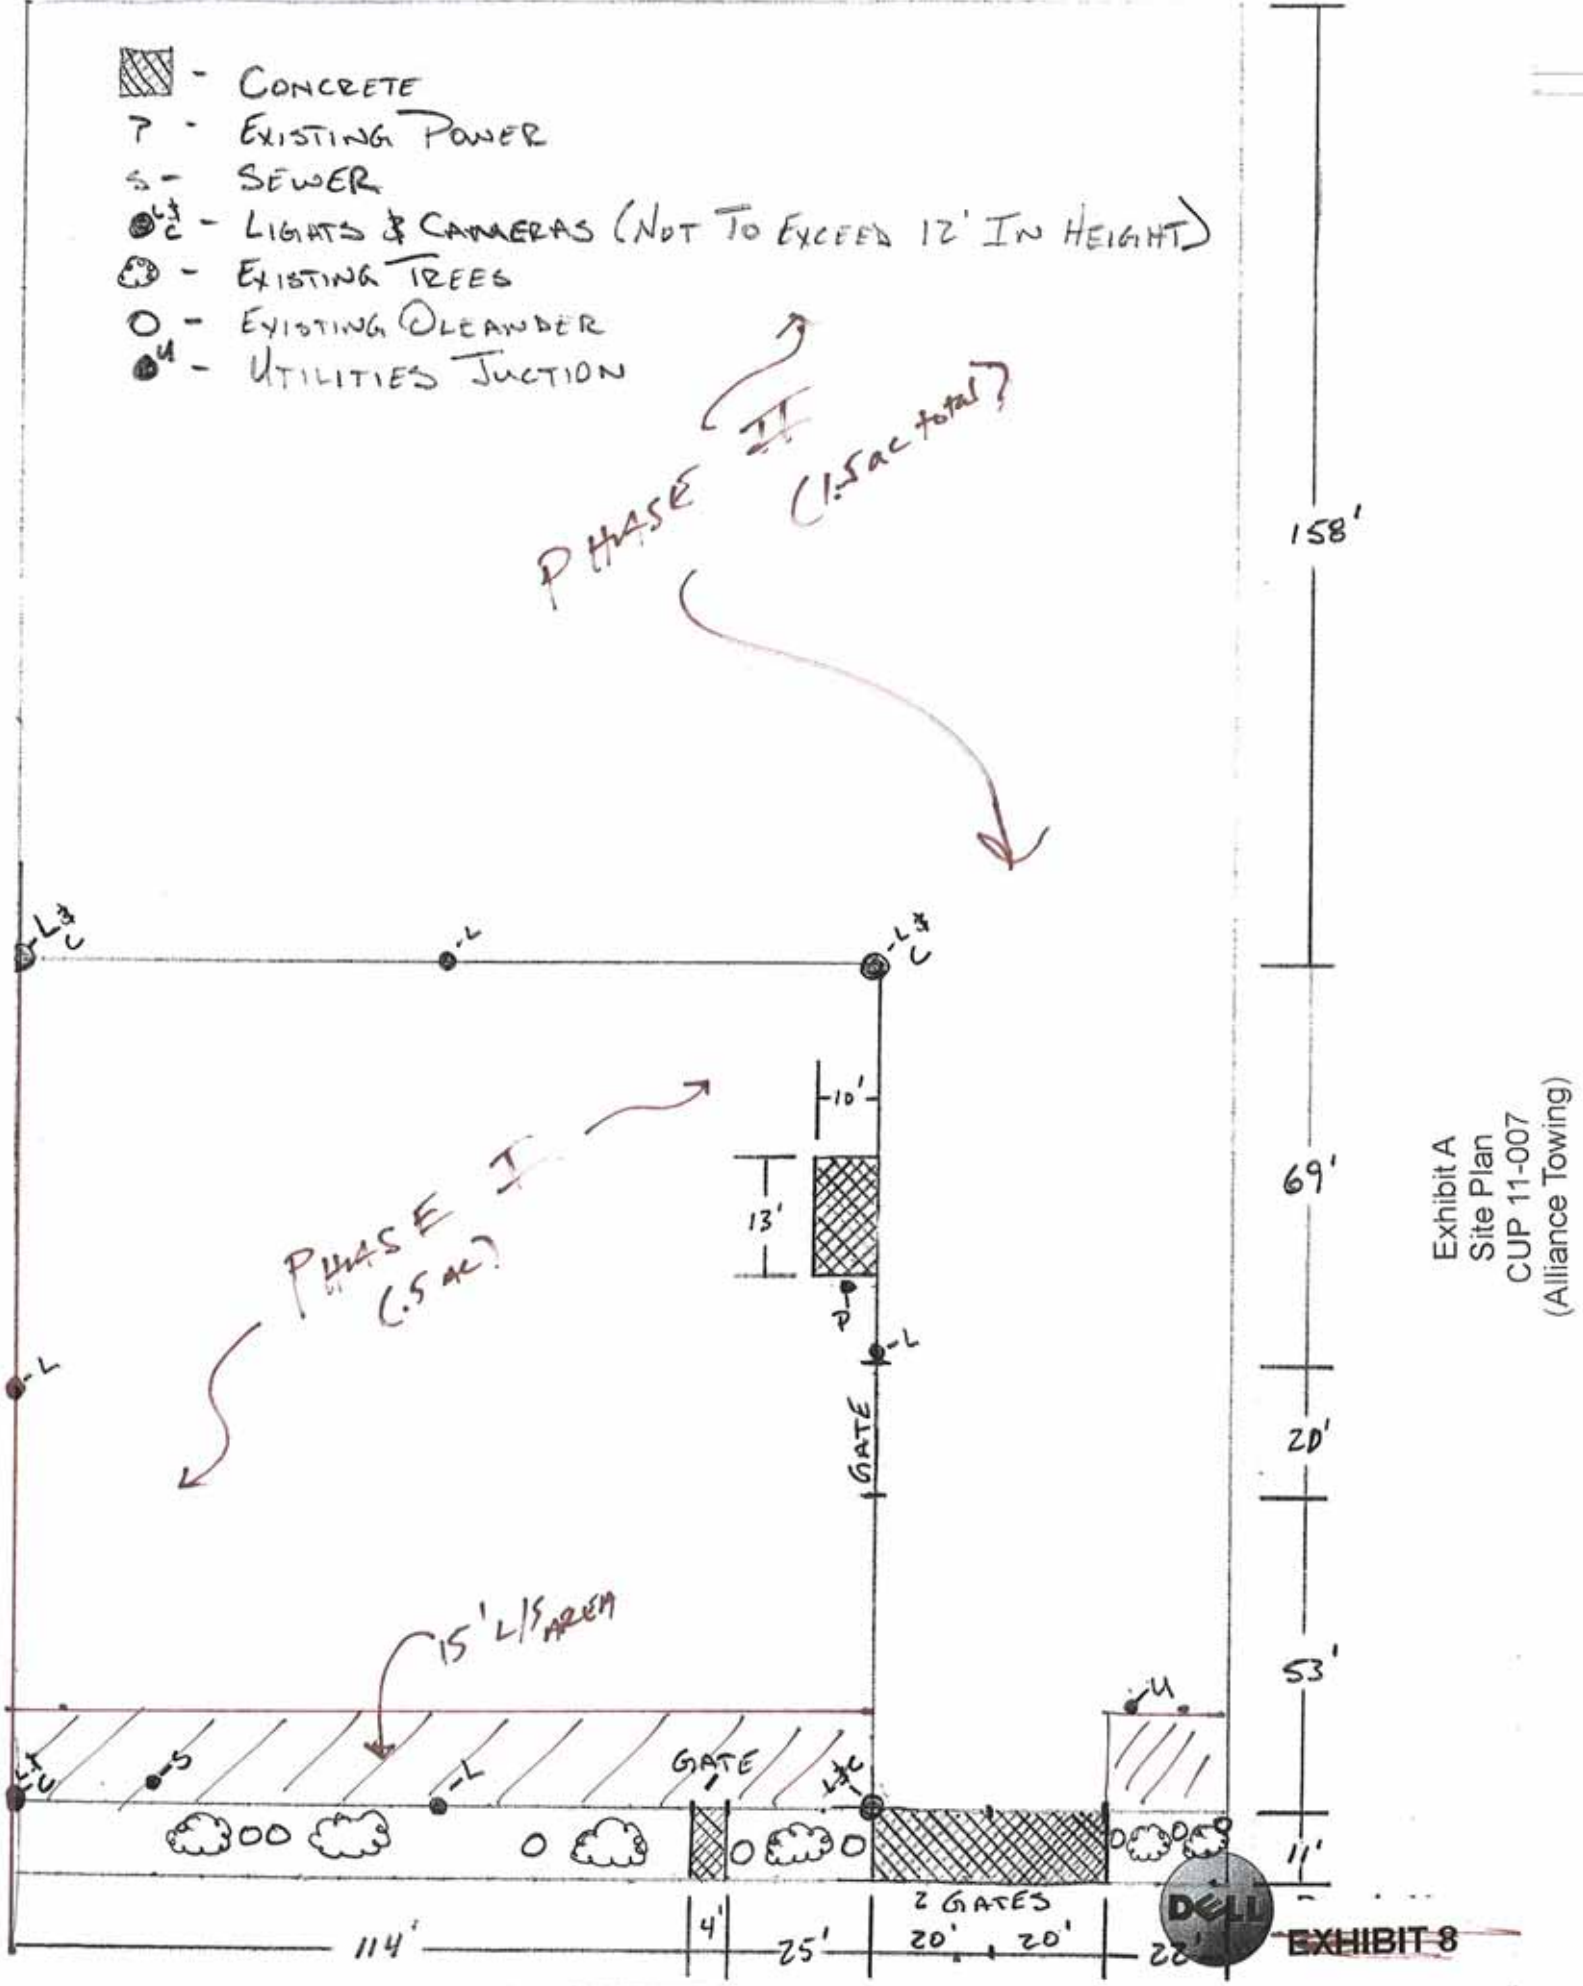 - CONCRETE
P - EXISTING POWER
S - SEWER
L & C - LIGHTS & CAMERAS (NOT TO EXCEED 12' IN HEIGHT)
- EXISTING TREES
O - EXISTING OLEANDER
U - UTILITIES JUCTION
PHASE II
(1.5 ac total?)
158'
-L & C
-L
-L & C
10'
PHASE I
(.5 ac?)
13'
P
-L
69'
-L
GATE
20'
Exhibit A
Site Plan
CUP 11-007
(Alliance Towing)
15' L/S AREA
53'
-U
L & C
-S
-L
GATE
L & C
11'
114'
4'
25'
2 GATES
20' 20'
22'
DELL
EXHIBIT 8